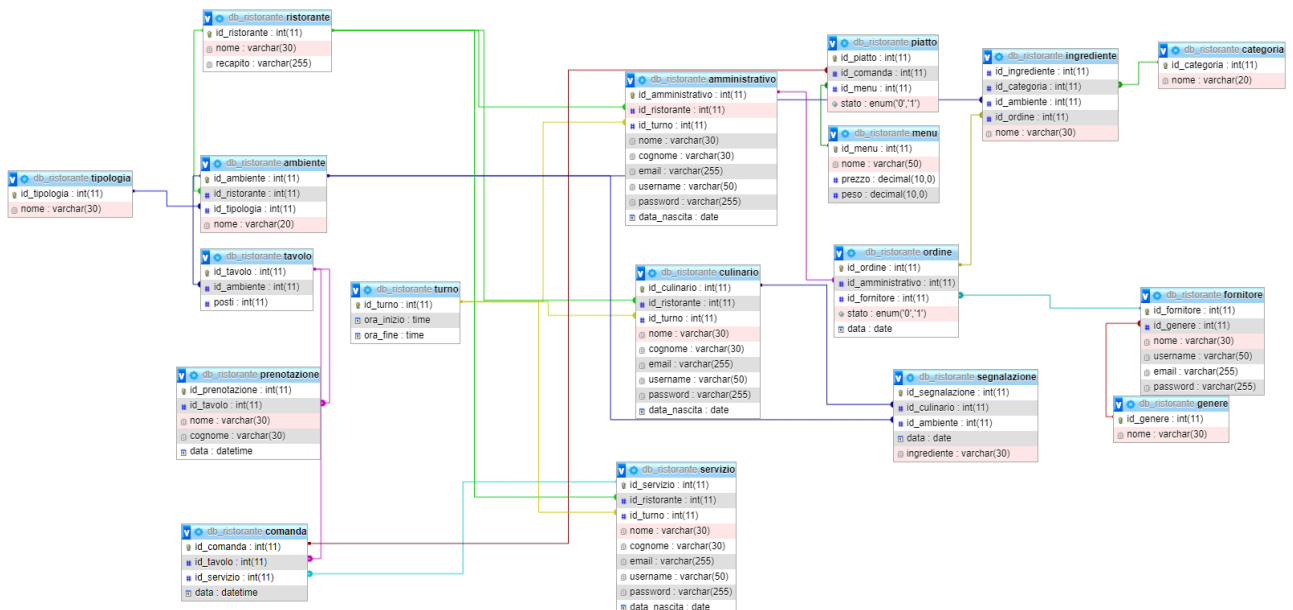 db_ristorante ristorante
id_ristorante : int(11)
nome : varchar(30)
recapito : varchar(255)
db_ristorante tipologia
id_tipologia : int(11)
nome : varchar(30)
db_ristorante ambiente
id_ambiente : int(11)
id_ristorante : int(11)
id_tipologia : int(11)
nome : varchar(20)
db_ristorante tavolo
id_tavolo : int(11)
id_ambiente : int(11)
posti : int(11)
db_ristorante turno
id_turno : int(11)
ora_inizio : time
ora_fine : time
db_ristorante prenotazione
id_prenotazione : int(11)
id_tavolo : int(11)
nome : varchar(30)
cognome : varchar(30)
data : datetime
db_ristorante comanda
id_comanda : int(11)
id_tavolo : int(11)
id_servizio : int(11)
data : datetime
db_ristorante amministrativo
id_amministrativo : int(11)
id_ristorante : int(11)
id_turno : int(11)
nome : varchar(30)
cognome : varchar(30)
email : varchar(255)
username : varchar(50)
password : varchar(255)
data_nascita : date
db_ristorante culinario
id_culinario : int(11)
id_ristorante : int(11)
id_turno : int(11)
nome : varchar(30)
cognome : varchar(30)
email : varchar(255)
username : varchar(50)
password : varchar(255)
data_nascita : date
db_ristorante servizio
id_servizio : int(11)
id_ristorante : int(11)
id_turno : int(11)
nome : varchar(30)
cognome : varchar(30)
email : varchar(255)
username : varchar(50)
password : varchar(255)
data_nascita : date
db_ristorante piatto
id_piatto : int(11)
id_comanda : int(11)
id_menu : int(11)
stato : enum('0','1')
db_ristorante menu
id_menu : int(11)
nome : varchar(50)
prezzo : decimal(10,0)
peso : decimal(10,0)
db_ristorante ordine
id_ordine : int(11)
id_amministrativo : int(11)
id_fornitore : int(11)
stato : enum('0','1')
data : date
db_ristorante segnalazione
id_segnalazione : int(11)
id_culinario : int(11)
id_ambiente : int(11)
data : date
ingrediente : varchar(30)
db_ristorante ingrediente
id_ingrediente : int(11)
id_categoria : int(11)
id_ambiente : int(11)
id_ordine : int(11)
nome : varchar(30)
db_ristorante categoria
id_categoria : int(11)
nome : varchar(20)
db_ristorante fornitore
id_fornitore : int(11)
id_genere : int(11)
nome : varchar(30)
username : varchar(50)
email : varchar(255)
password : varchar(255)
db_ristorante genere
id_genere : int(11)
nome : varchar(30)